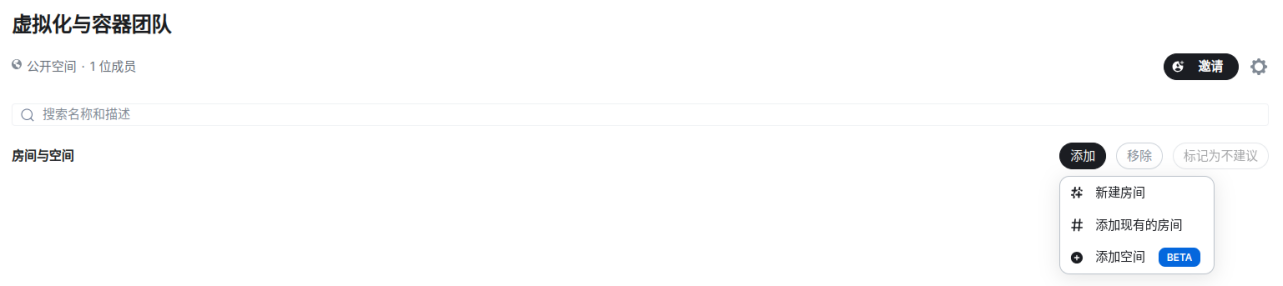 虚拟化与容器团队
公开空间 · 1 位成员
邀请
搜索名称和描述
房间与空间
添加 移除 标记为不建议
新建房间
添加现有的房间
添加空间 BETA